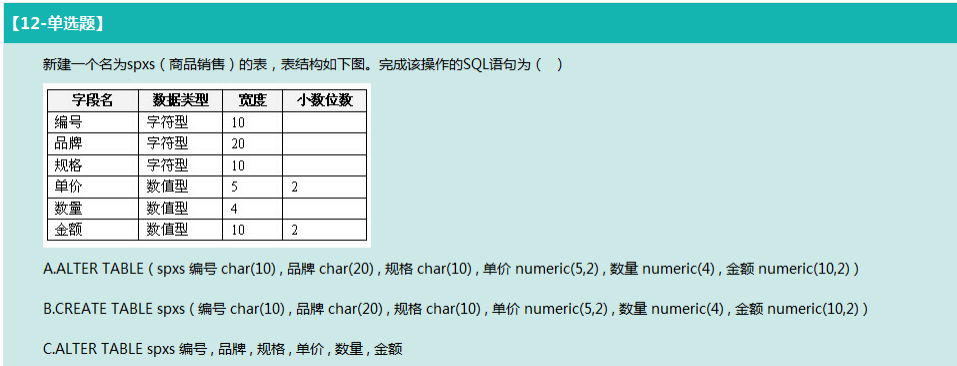 【12-单选题】
新建一个名为spxs（商品销售）的表，表结构如下图。完成该操作的SQL语句为（　）
字段名 数据类型 宽度 小数位数
编号 字符型 10
品牌 字符型 20
规格 字符型 10
单价 数值型 5 2
数量 数值型 4
金额 数值型 10 2
A.ALTER TABLE ( spxs 编号 char(10) , 品牌 char(20) , 规格 char(10) , 单价 numeric(5,2) , 数量 numeric(4) , 金额 numeric(10,2) )
B.CREATE TABLE spxs ( 编号 char(10) , 品牌 char(20) , 规格 char(10) , 单价 numeric(5,2) , 数量 numeric(4) , 金额 numeric(10,2) )
C.ALTER TABLE spxs 编号 , 品牌 , 规格 , 单价 , 数量 , 金额